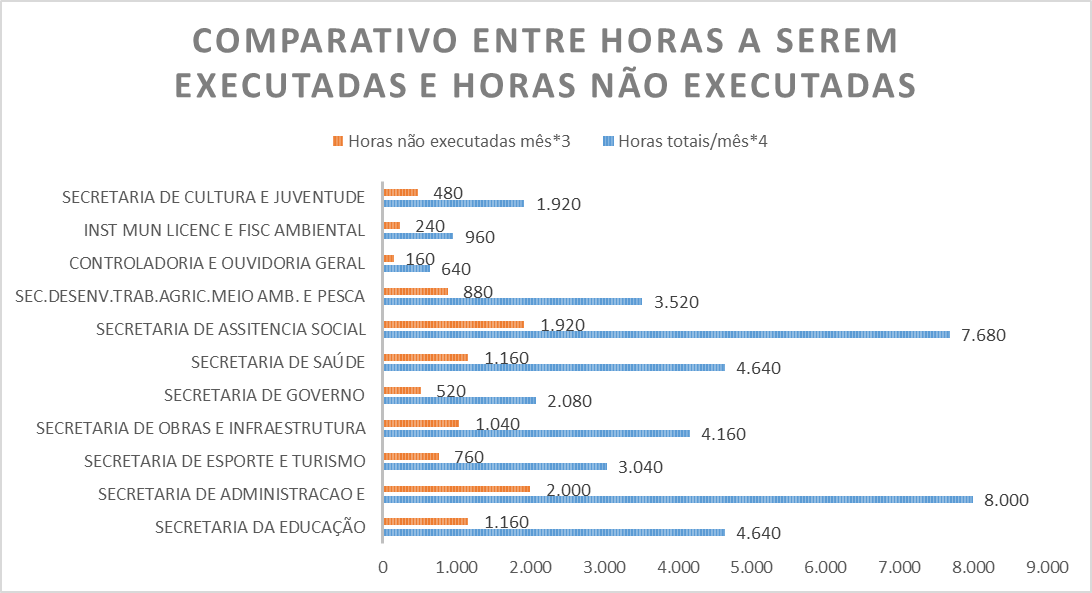 COMPARATIVO ENTRE HORAS A SEREM
EXECUTADAS E HORAS NÃO EXECUTADAS
Horas não executadas mês*3 Horas totais/mês*4
SECRETARIA DE CULTURA E JUVENTUDE 480 1.920
INST MUN LICENC E FISC AMBIENTAL 240 960
CONTROLADORIA E OUVIDORIA GERAL 160 640
SEC.DESENV.TRAB.AGRIC.MEIO AMB. E PESCA 880 3.520
SECRETARIA DE ASSITENCIA SOCIAL 1.920 7.680
SECRETARIA DE SAÚDE 1.160 4.640
SECRETARIA DE GOVERNO 520 2.080
SECRETARIA DE OBRAS E INFRAESTRUTURA 1.040 4.160
SECRETARIA DE ESPORTE E TURISMO 760 3.040
SECRETARIA DE ADMINISTRACAO E 2.000 8.000
SECRETARIA DA EDUCAÇÃO 1.160 4.640
0 1.000 2.000 3.000 4.000 5.000 6.000 7.000 8.000 9.000